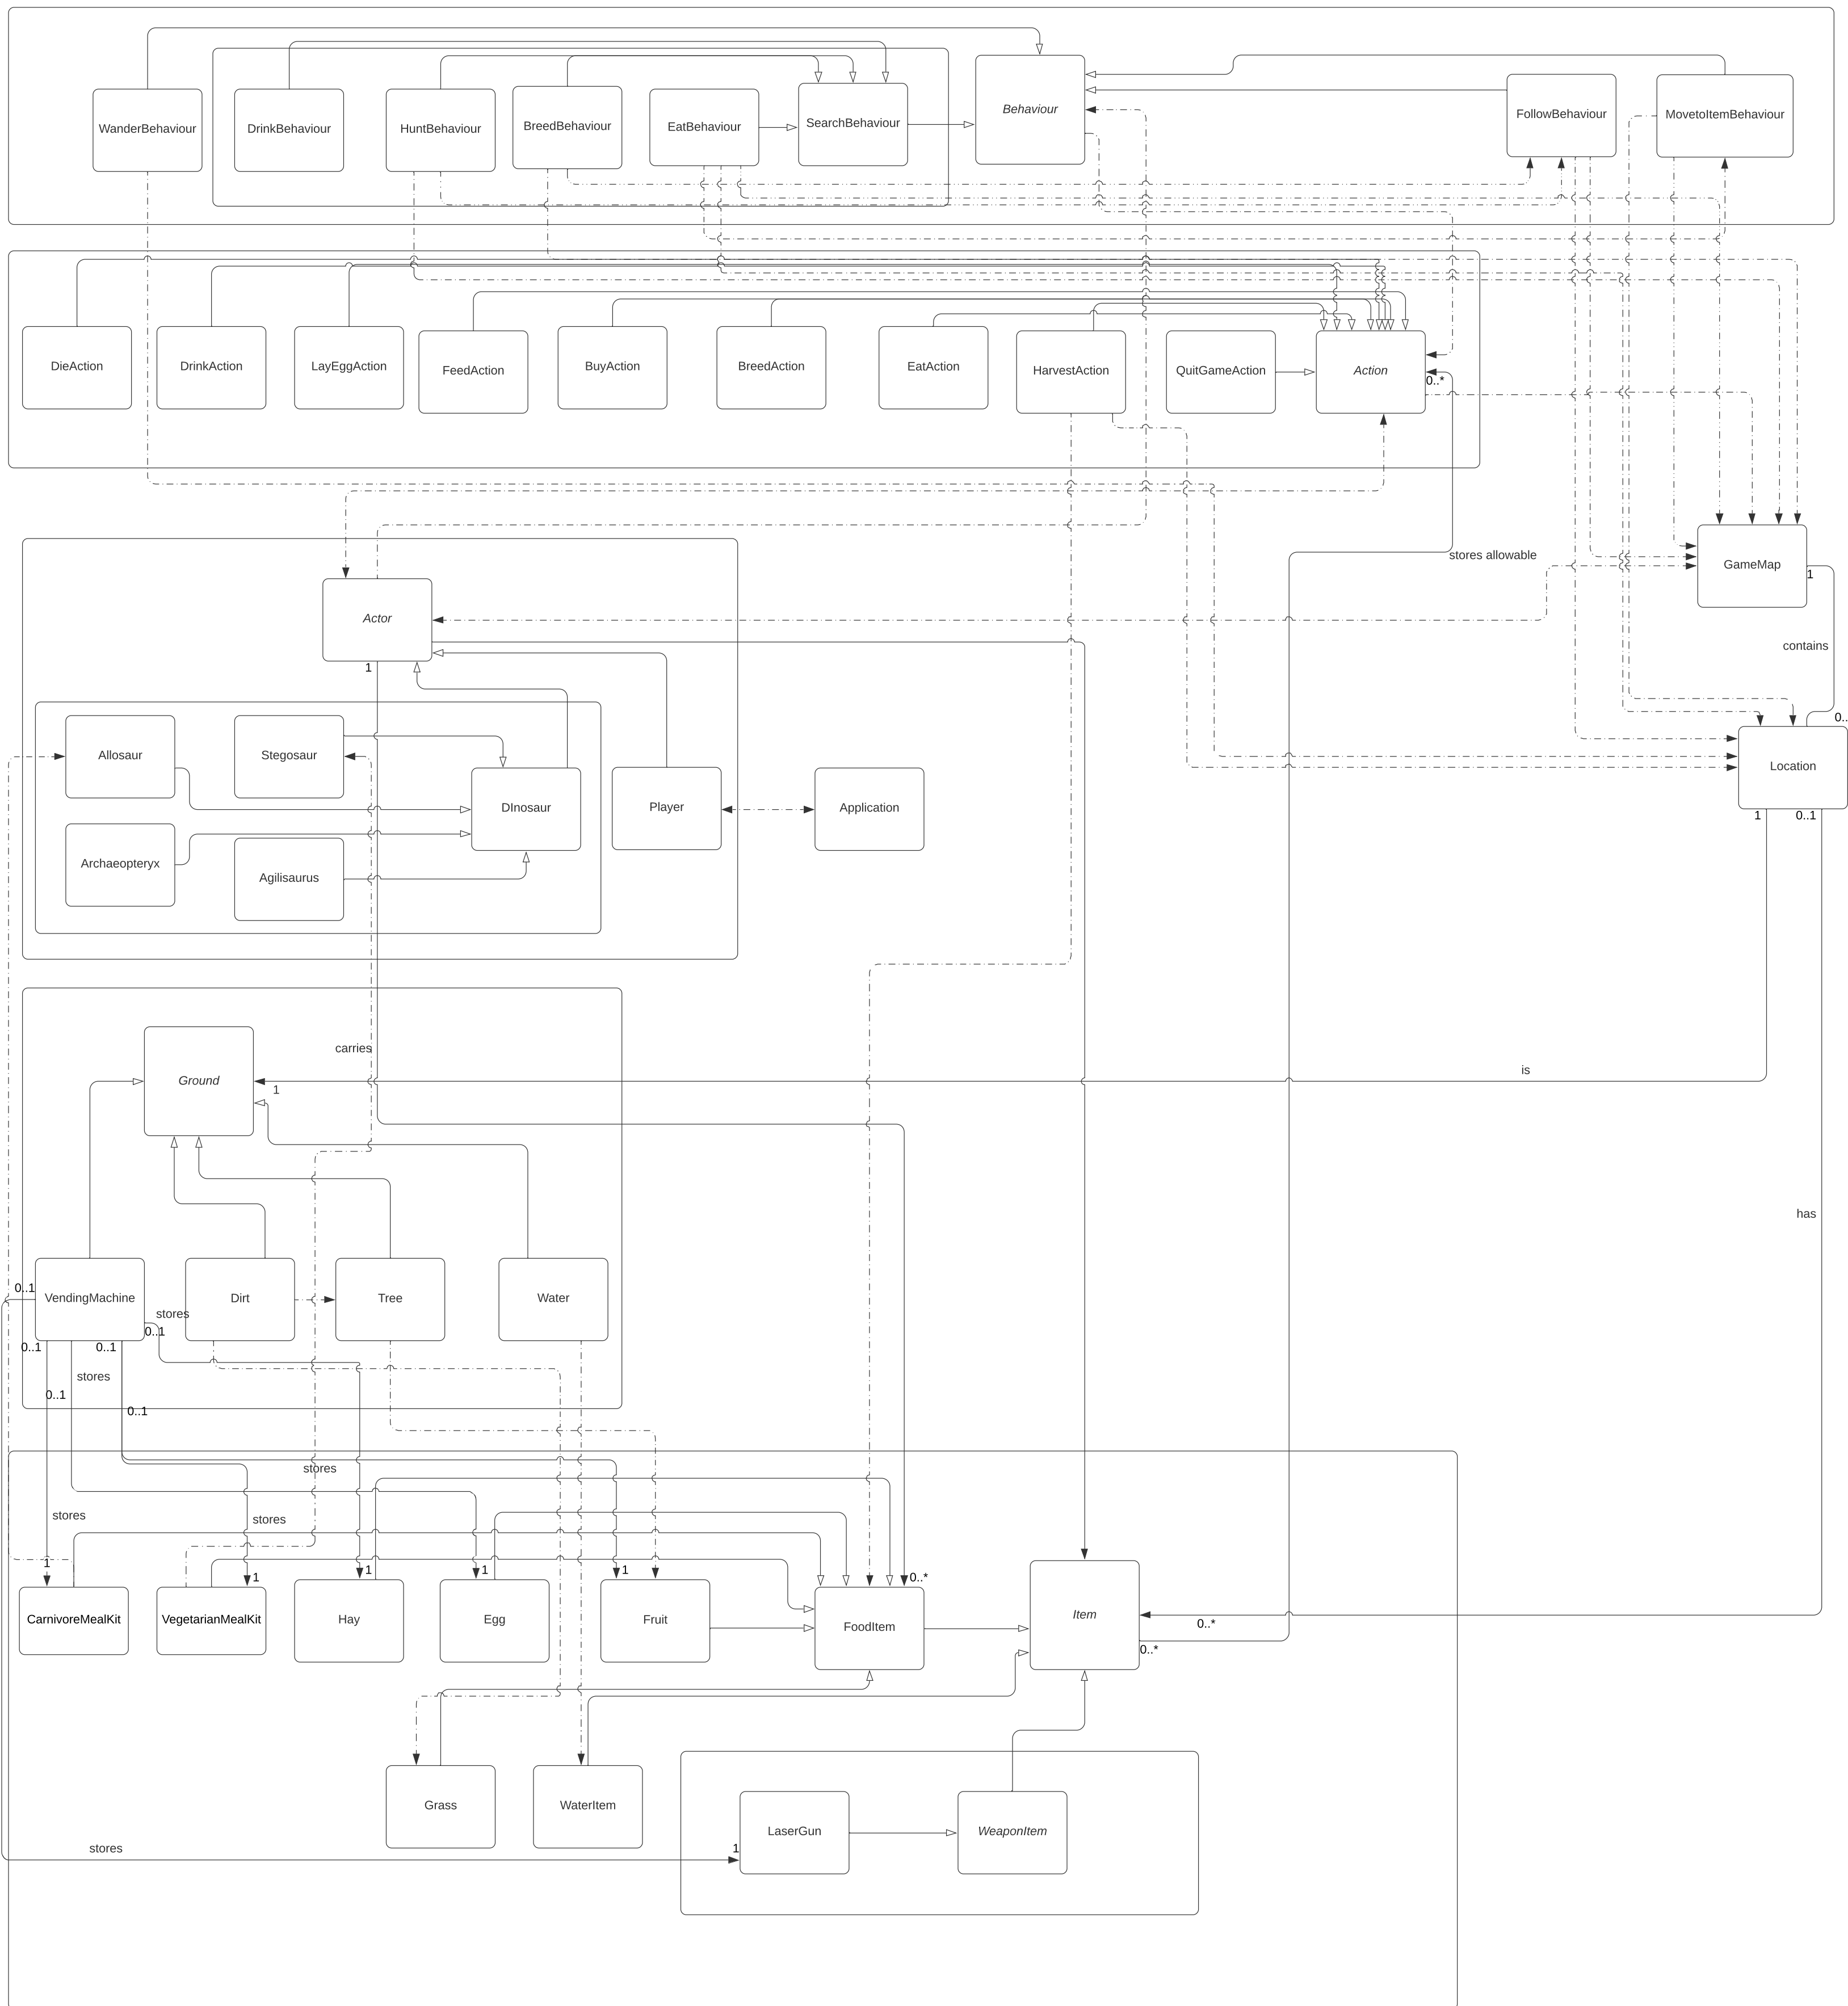 Behaviour
WanderBehaviour
DrinkBehaviour
HuntBehaviour
BreedBehaviour
EatBehaviour
SearchBehaviour
FollowBehaviour
MovetoItemBehaviour
DieAction
DrinkAction
LayEggAction
FeedAction
BuyAction
BreedAction
EatAction
HarvestAction
QuitGameAction
Action
0..*
stores allowable
GameMap
1
Actor
1
contains
0..
Allosaur
Stegosaur
DInosaur
Player
Application
Location
1
0..1
Archaeopteryx
Agilisaurus
carries
Ground
1
is
has
0..1
VendingMachine
stores
0..1
Dirt
Tree
Water
0..1
0..1
stores
0..1
0..1
stores
stores
stores
1
1
1
1
1
0..*
CarnivoreMealKit
VegetarianMealKit
Hay
Egg
Fruit
FoodItem
Item
0..*
0..*
Grass
WaterItem
LaserGun
WeaponItem
stores
1